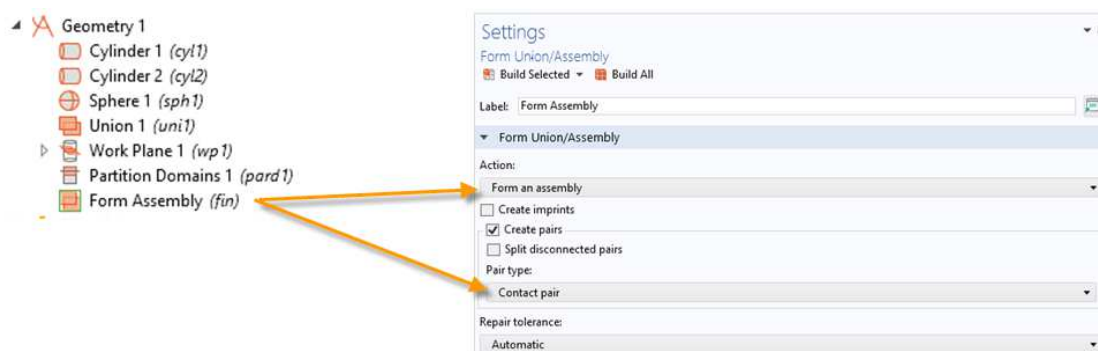 Geometry 1
Cylinder 1 (cyl1)
Cylinder 2 (cyl2)
Sphere 1 (sph1)
Union 1 (uni1)
Work Plane 1 (wp1)
Partition Domains 1 (pard1)
Form Assembly (fin)
Settings
Form Union/Assembly
Build Selected Build All
Label: Form Assembly
Form Union/Assembly
Action:
Form an assembly
Create imprints
Create pairs
Split disconnected pairs
Pair type:
Contact pair
Repair tolerance:
Automatic